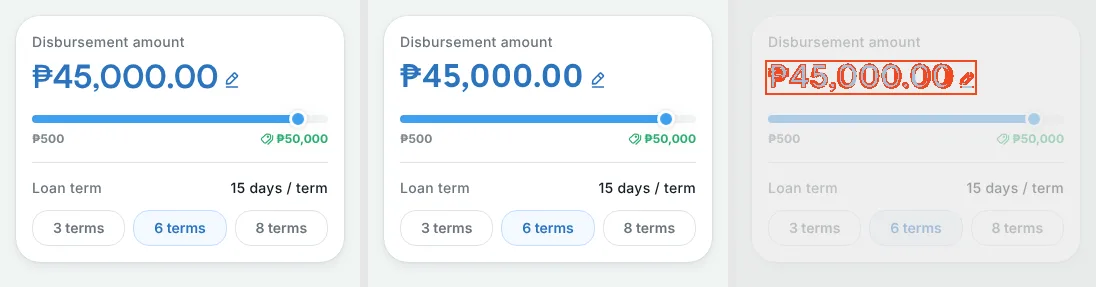 Disbursement amount
₱45,000.00
₱500
₱50,000
Loan term
15 days / term
3 terms
6 terms
8 terms
Disbursement amount
₱45,000.00
₱500
₱50,000
Loan term
15 days / term
3 terms
6 terms
8 terms
Disbursement amount
₱45,000.00
₱500
₱50,000
Loan term
15 days / term
3 terms
6 terms
8 terms